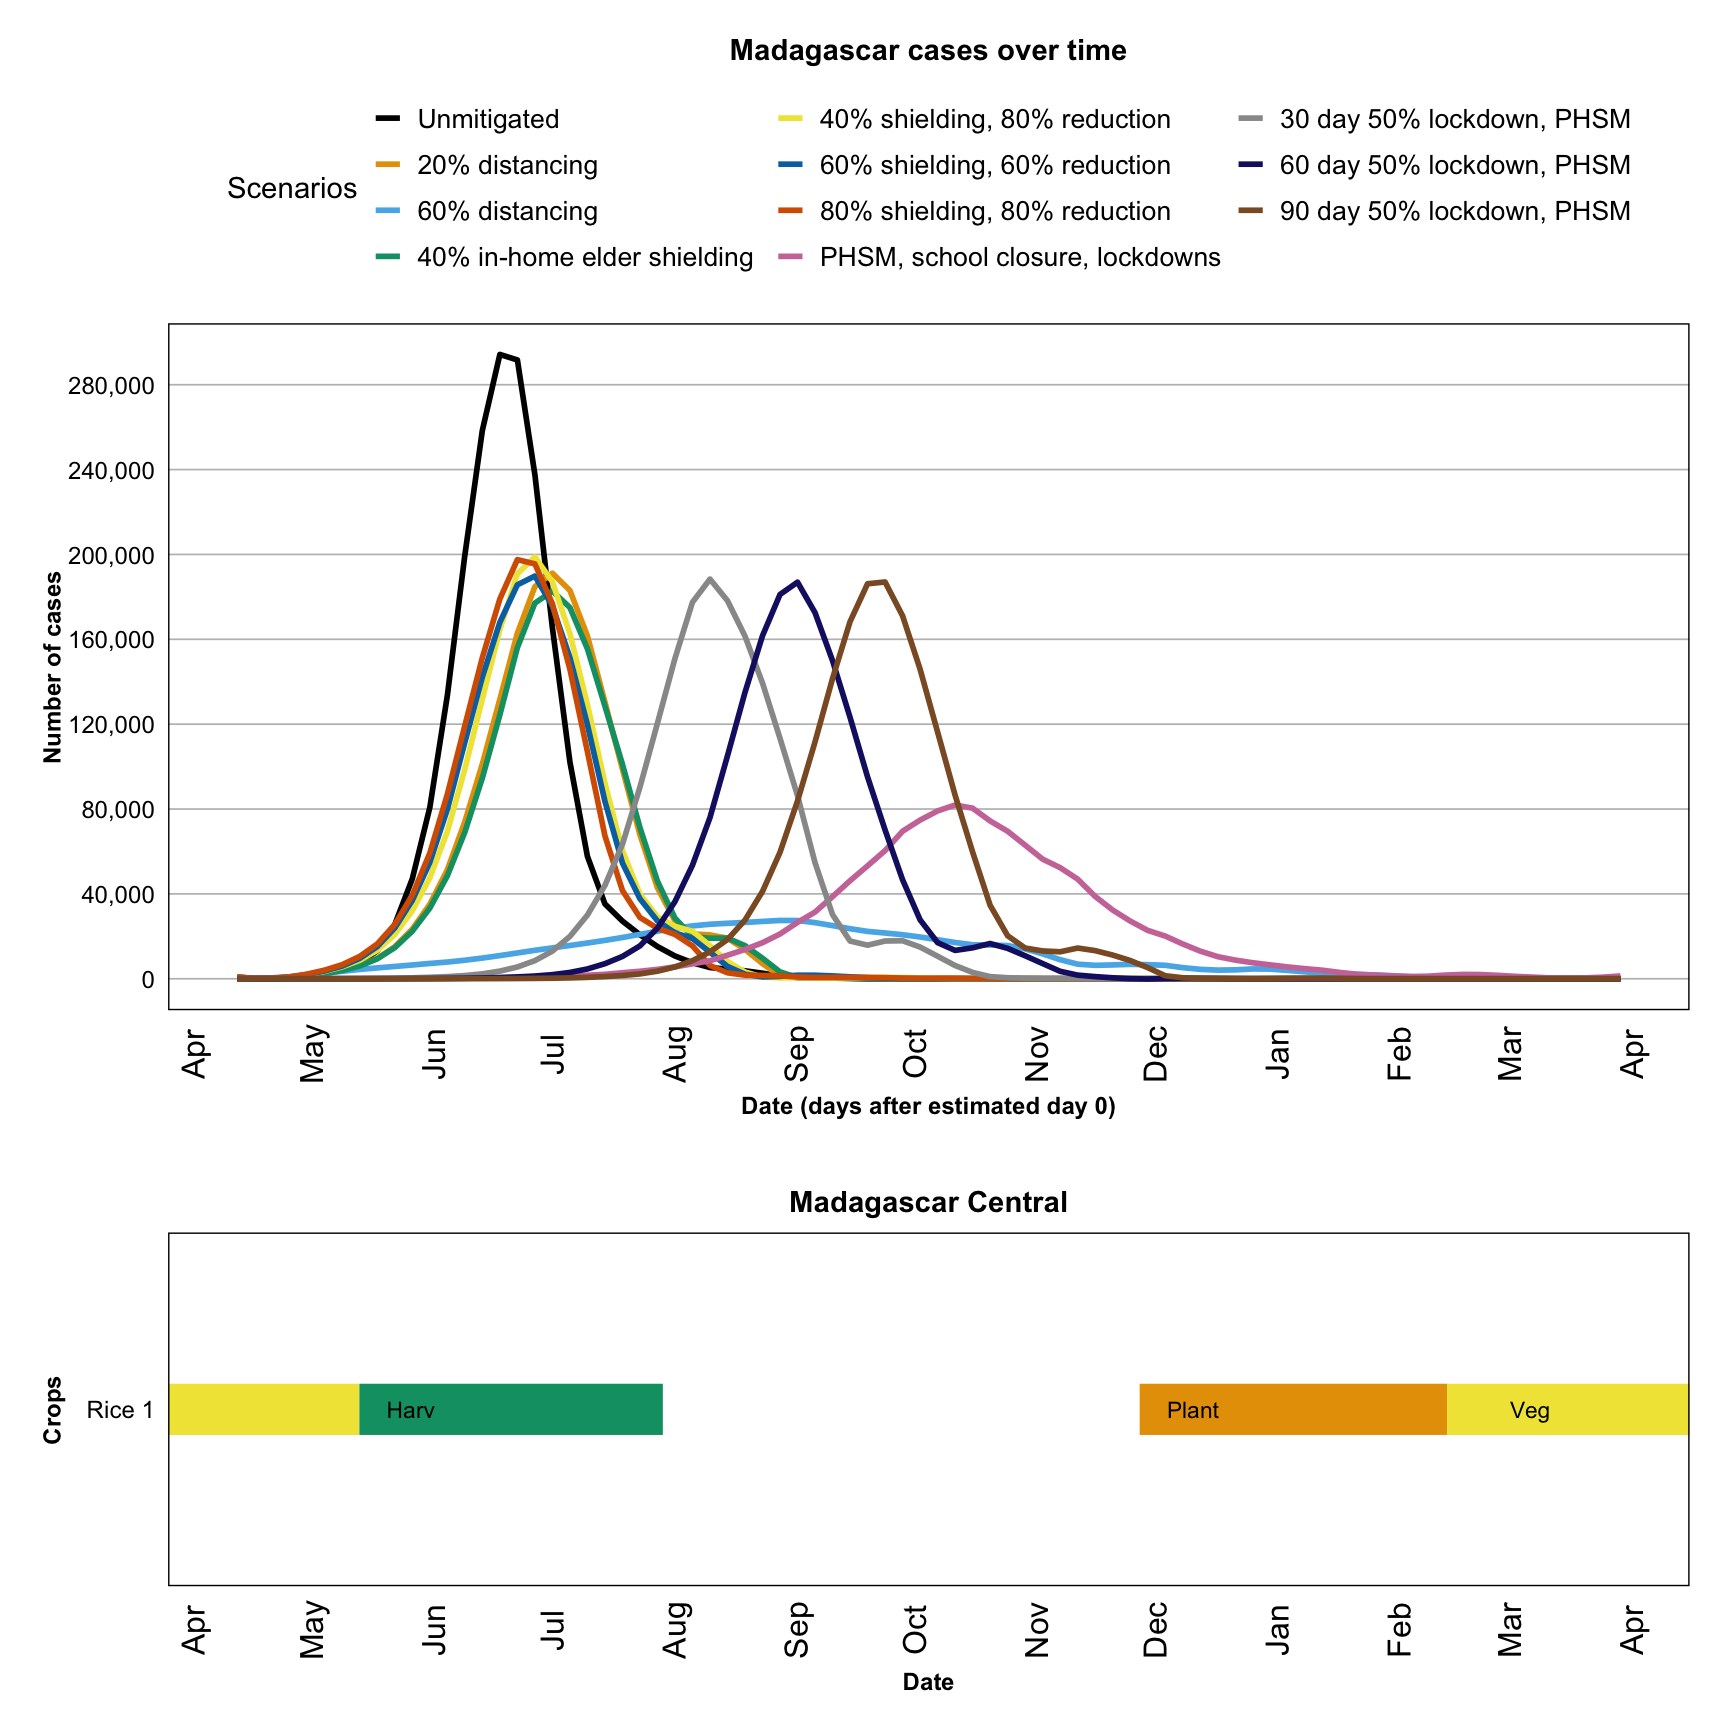 Madagascar cases over time
Scenarios
Unmitigated
20% distancing
60% distancing
40% in-home elder shielding
40% shielding, 80% reduction
60% shielding, 60% reduction
80% shielding, 80% reduction
PHSM, school closure, lockdowns
30 day 50% lockdown, PHSM
60 day 50% lockdown, PHSM
90 day 50% lockdown, PHSM
Number of cases
280,000
240,000
200,000
160,000
120,000
80,000
40,000
0
Apr May Jun Jul Aug Sep Oct Nov Dec Jan Feb Mar Apr
Date (days after estimated day 0)
Madagascar Central
Crops
Rice 1 Harv Plant Veg
Apr May Jun Jul Aug Sep Oct Nov Dec Jan Feb Mar Apr
Date